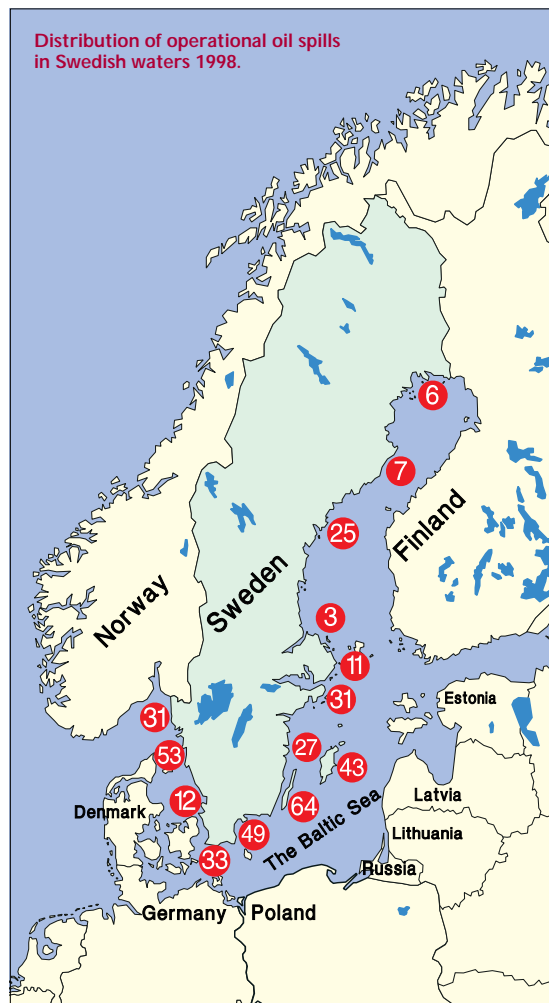 Distribution of operational oil spills
in Swedish waters 1998.
6
7
25
Finland
Sweden
Norway
3
11
31
Estonia
31
53
27
43
12
64
Denmark
Latvia
49
The Baltic Sea
Lithuania
33
Russia
Germany
Poland